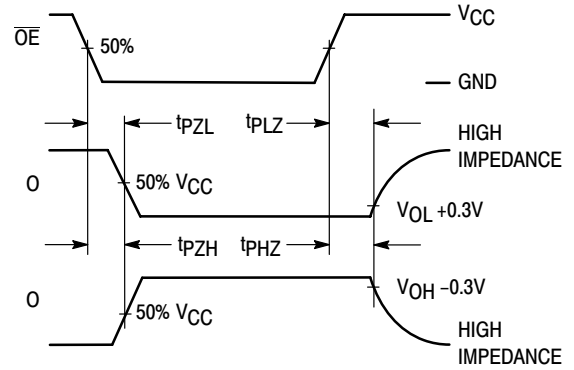 OE
50%
VCC
GND
tPZL
tPLZ
HIGH
IMPEDANCE
O
50% VCC
VOL +0.3V
tPZH
tPHZ
O
50% VCC
VOH −0.3V
HIGH
IMPEDANCE